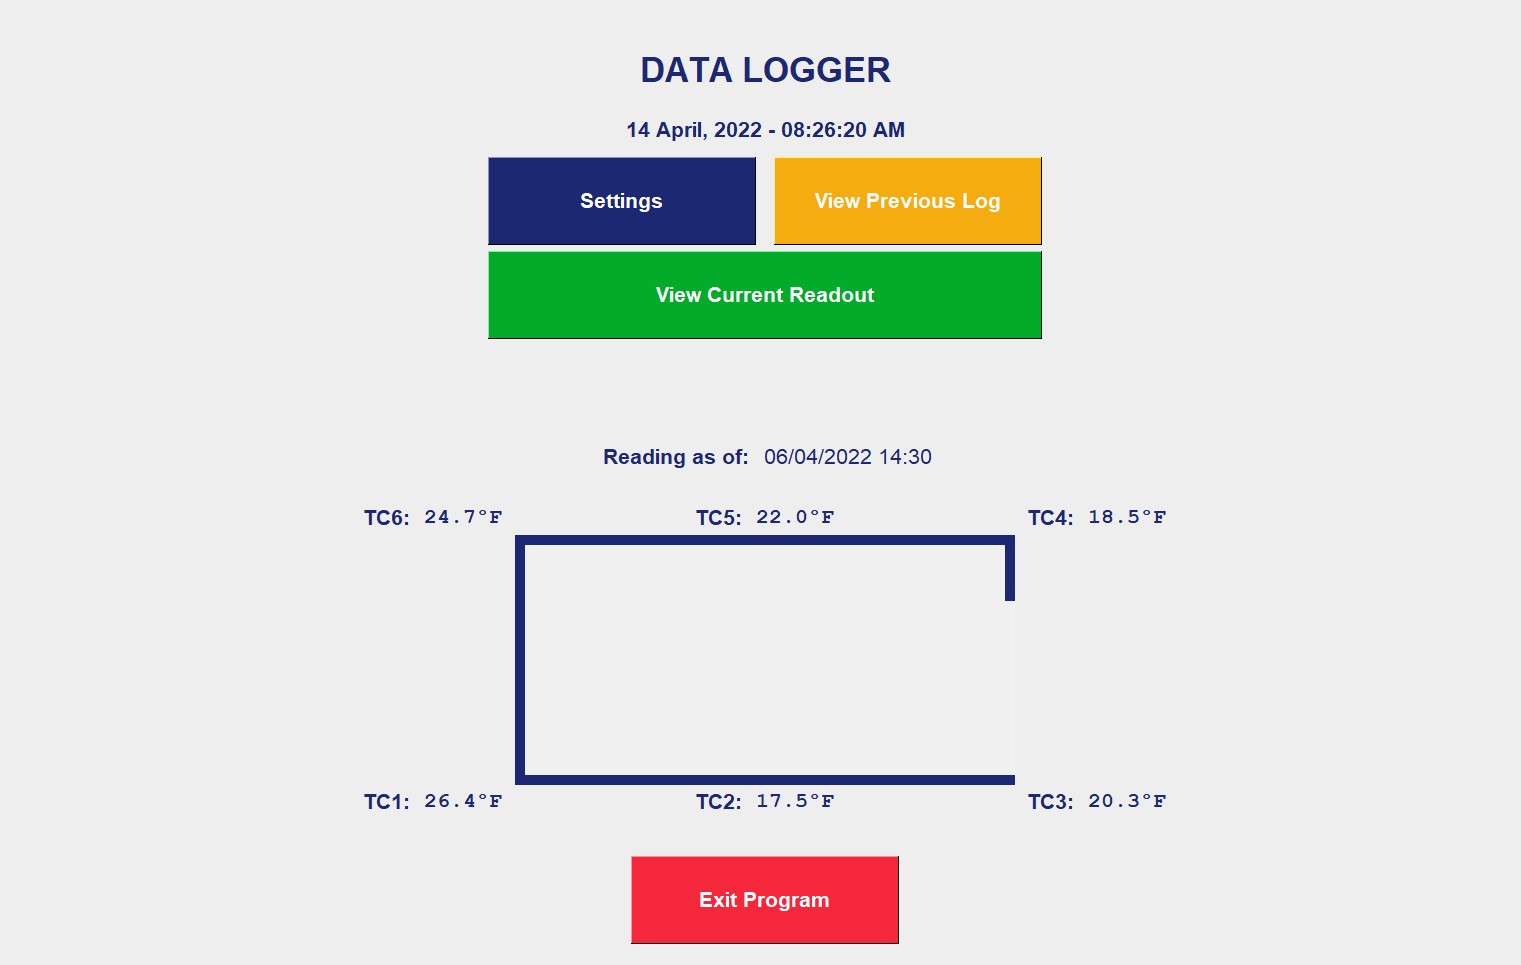 DATA LOGGER
14 April, 2022 - 08:26:20 AM
Settings
View Previous Log
View Current Readout
Reading as of: 06/04/2022 14:30
TC6: 24.7°F
TC5: 22.0°F
TC4: 18.5°F
TC1: 26.4°F
TC2: 17.5°F
TC3: 20.3°F
Exit Program